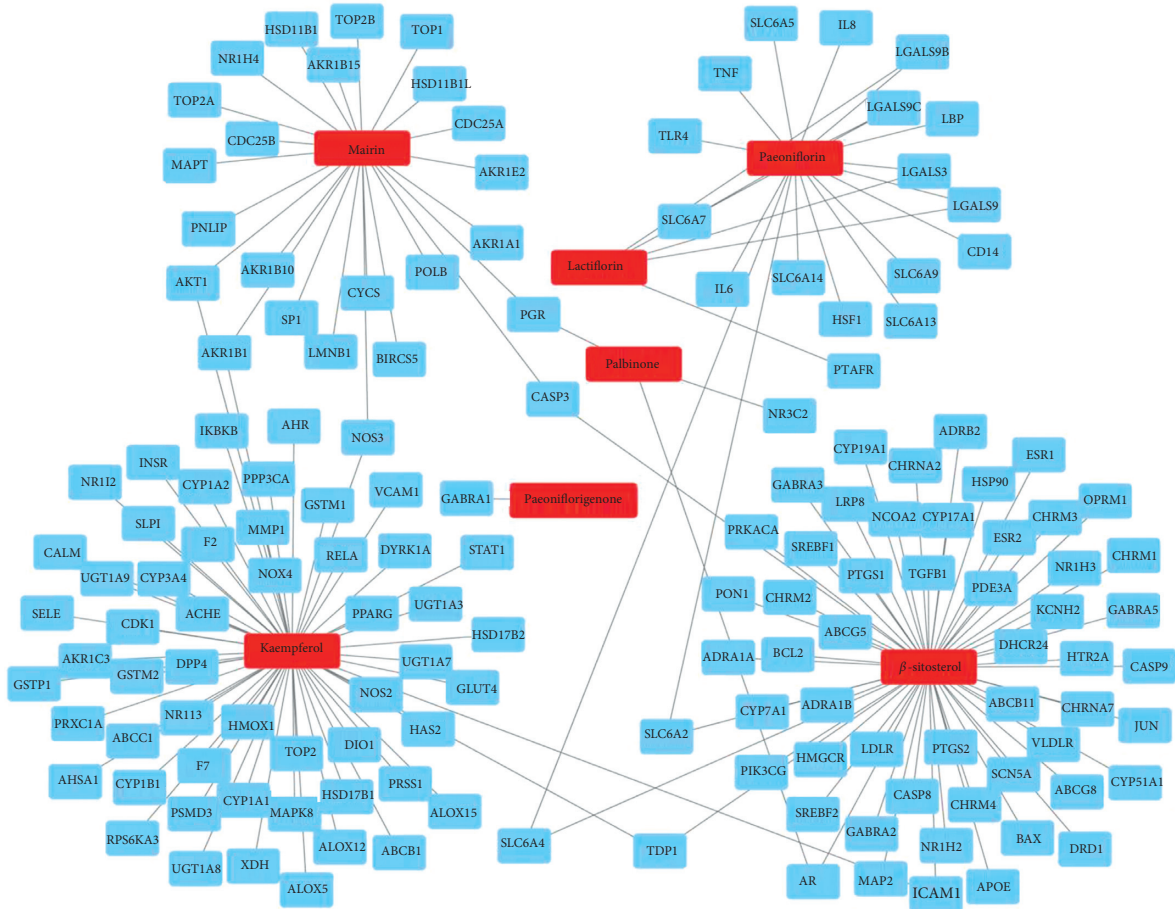 TOP2B
SLC6A5
IL8
HSD11B1
TOP1
LGALS9B
NR1H4
AKR1B15
TNF
HSD11B1L
TOP2A
LGALS9C
LBP
CDC25A
CDC25B
Mairin
TLR4
Paeoniflorin
MAPT
AKR1E2
LGALS3
LGALS9
PNLIP
SLC6A7
AKR1A1
CD14
AKR1B10
Lactiflorin
POLB
SLC6A9
AKT1
SLC6A14
CYCS
IL6
PGR
SP1
HSF1
SLC6A13
LMNB1
BIRCS5
AKR1B1
Palbinone
PTAFR
CASP3
NR3C2
AHR
IKBKB
NOS3
ADRB2
CYP19A1
CHRNA2
ESR1
INSR
NR1I2
CYP1A2
PPP3CA
VCAM1
GABRA1
Paeoniflorigenone
GABRA3
HSP90
OPRM1
GSTM1
LRP8
NCOA2
CYP17A1
CHRM3
SLPI
F2
MMP1
PRKACA
SREBF1
ESR2
CALM
RELA
DYRK1A
STAT1
CHRM1
NR1H3
UGT1A9
CYP3A4
NOX4
PTGS1
TGFB1
PDE3A
PON1
CHRM2
SELE
ACHE
PPARG
UGT1A3
KCNH2
GABRA5
CDK1
ABCG5
HSD17B2
Kaempferol
DHCR24
AKR1C3
ADRA1A
BCL2
HTR2A
CASP9
GSTP1
GSTM2
DPP4
UGT1A7
β-sitosterol
GLUT4
NOS2
PRXC1A
NR113
CYP7A1
ADRA1B
ABCB11
CHRNA7
JUN
ABCC1
HMOX1
HAS2
SLC6A2
DIO1
TOP2
LDLR
PTGS2
VLDLR
AHSA1
F7
PIK3CG
HMGCR
SCN5A
CYP51A1
CYP1B1
PRSS1
HSD17B1
CASP8
ABCG8
PSMD3
CYP1A1
MAPK8
ALOX15
SREBF2
CHRM4
RPS6KA3
SLC6A4
TDP1
GABRA2
BAX
DRD1
ALOX12
ABCB1
NR1H2
UGT1A8
XDH
ALOX5
AR
MAP2
ICAM1
APOE